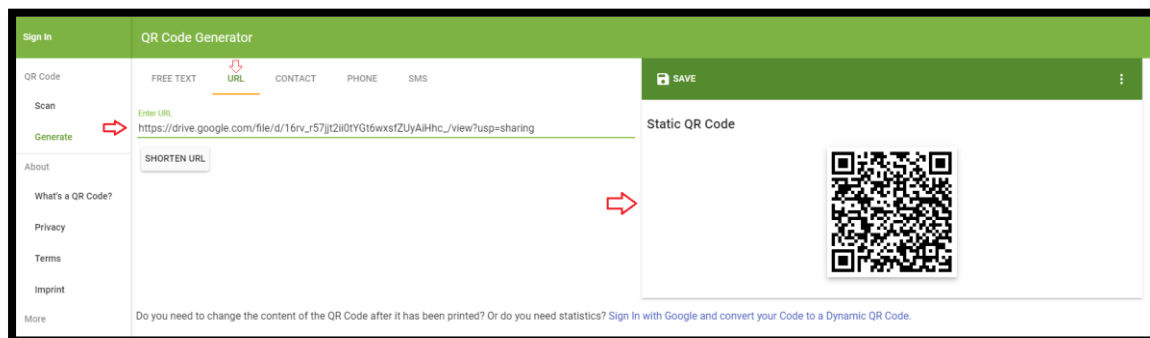 Sign In
QR Code Generator
QR Code
Scan
Generate
About
What's a QR Code?
Privacy
Terms
Imprint
More
FREE TEXT URL CONTACT PHONE SMS
Enter URL
https://drive.google.com/file/d/16rv_r57jjt2ii0tYGt6wxsfZUyAiHhc_/view?usp=sharing
SHORTEN URL
SAVE
Static QR Code
Do you need to change the content of the QR Code after it has been printed? Or do you need statistics? Sign In with Google and convert your Code to a Dynamic QR Code.